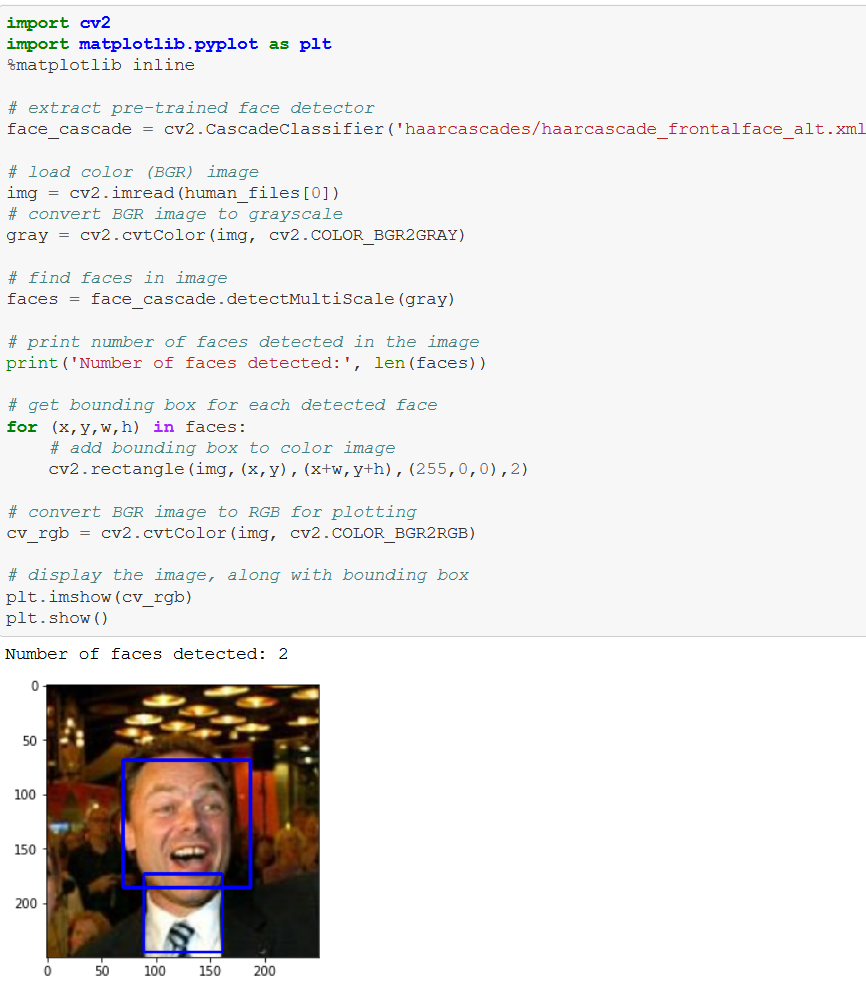 import cv2
import matplotlib.pyplot as plt
%matplotlib inline
# extract pre-trained face detector
face_cascade = cv2.CascadeClassifier('haarcascades/haarcascade_frontalface_alt.xml
# load color (BGR) image
img = cv2.imread(human_files[0])
# convert BGR image to grayscale
gray = cv2.cvtColor(img, cv2.COLOR_BGR2GRAY)
# find faces in image
faces = face_cascade.detectMultiScale(gray)
# print number of faces detected in the image
print('Number of faces detected:', len(faces))
# get bounding box for each detected face
for (x,y,w,h) in faces:
    # add bounding box to color image
    cv2.rectangle(img,(x,y),(x+w,y+h),(255,0,0),2)
# convert BGR image to RGB for plotting
cv_rgb = cv2.cvtColor(img, cv2.COLOR_BGR2RGB)
# display the image, along with bounding box
plt.imshow(cv_rgb)
plt.show()
Number of faces detected: 2
0
50
100
150
200
0 50 100 150 200